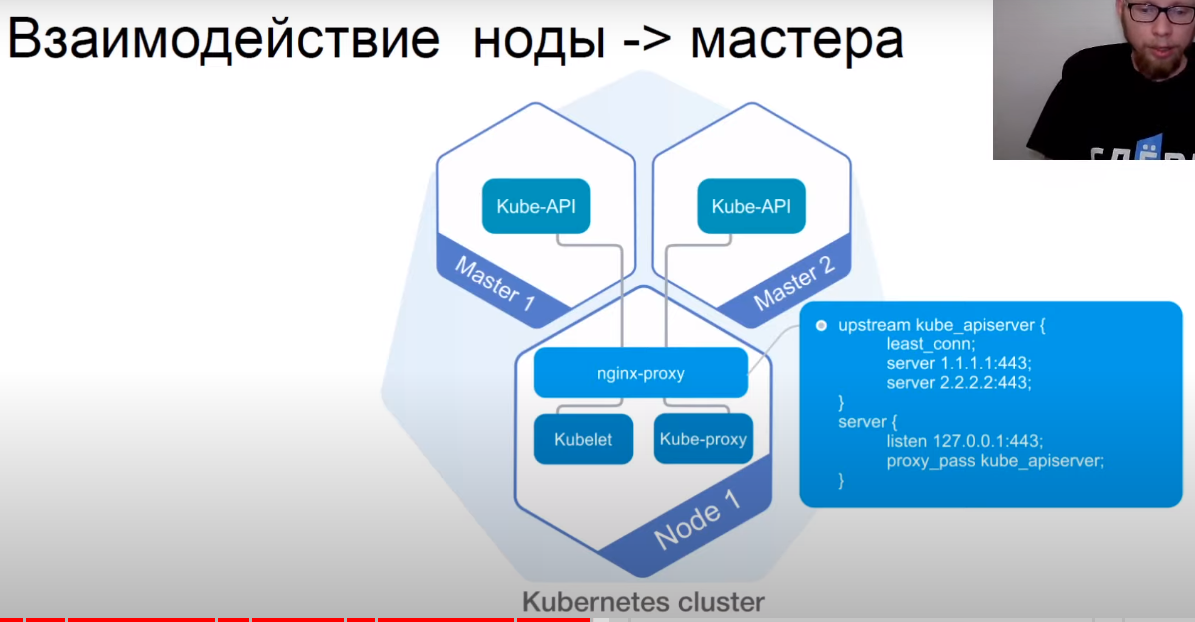 Взаимодействие ноды -> мастера
Kube-API
Kube-API
Master 1
Master 2
nginx-proxy
Kubelet
Kube-proxy
Node 1
upstream kube_apiserver {
least_conn;
server 1.1.1.1:443;
server 2.2.2.2:443;
}
server {
listen 127.0.0.1:443;
proxy_pass kube_apiserver;
}
Kubernetes cluster